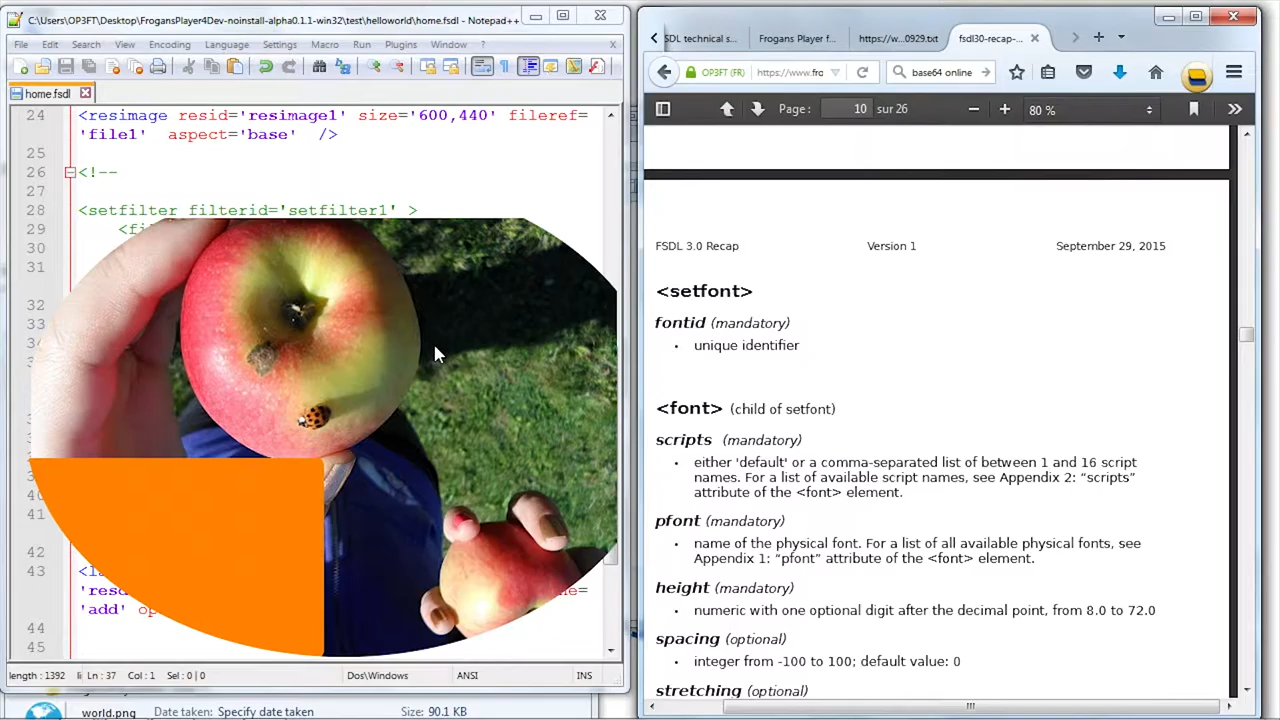 C:\Users\OP3FT\Desktop\FrogansPlayer4Dev-noinstall-alpha0.1.1-win32\test\helloworld\home.fsdl - Notepad++
File Edit Search View Encoding Language Settings Macro Run Plugins Window ? X
home.fsdl
24 <resimage resid='resimage1' size='600,440' fileref=
'file1' aspect='base' />
25
26 <!--
27
28 <setfilter filterid='setfilter1' >
29
30
31
32
33
41
42
43
'add'
44
45
length : 1392 Ln : 37 Col : 1 Sel : 0 | 0 Dos\Windows ANSI INS
world.png Date taken: Specify date taken Size: 90.1 KB
SDL technical s... Frogans Player f... https://w...0929.txt fsdl30-recap-...
OP3FT (FR) https://www.fro base64 online
Page : 10 sur 26 80 %
FSDL 3.0 Recap Version 1 September 29, 2015
<setfont>
fontid (mandatory)
• unique identifier
<font> (child of setfont)
scripts (mandatory)
• either 'default' or a comma-separated list of between 1 and 16 script
names. For a list of available script names, see Appendix 2: “scripts”
attribute of the <font> element.
pfont (mandatory)
• name of the physical font. For a list of all available physical fonts, see
Appendix 1: “pfont” attribute of the <font> element.
height (mandatory)
• numeric with one optional digit after the decimal point, from 8.0 to 72.0
spacing (optional)
• integer from -100 to 100; default value: 0
stretching (optional)